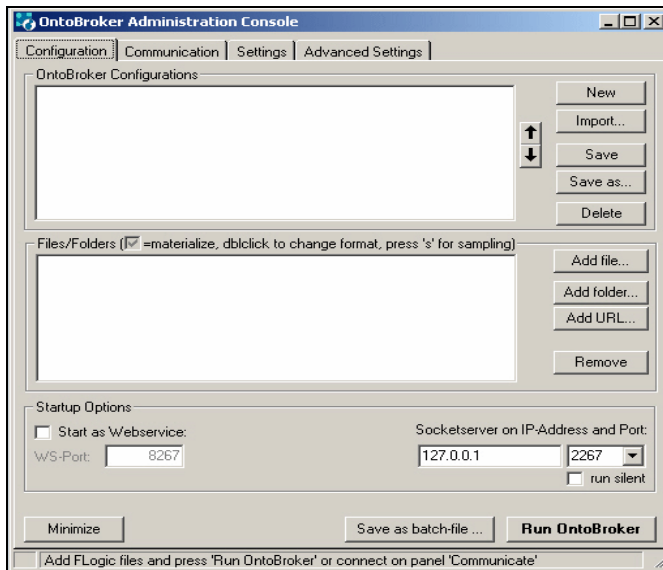 OntoBroker Administration Console
Configuration Communication Settings Advanced Settings
OntoBroker Configurations
New
Import...
Save
Save as...
Delete
Files/Folders ( =materialize, dblclick to change format, press 's' for sampling)
Add file...
Add folder...
Add URL...
Remove
Startup Options
Start as Webservice: Socketserver on IP-Address and Port:
WS-Port: 8267 127.0.0.1 2267
run silent
Minimize Save as batch-file ... Run OntoBroker
Add FLogic files and press 'Run OntoBroker' or connect on panel 'Communicate'